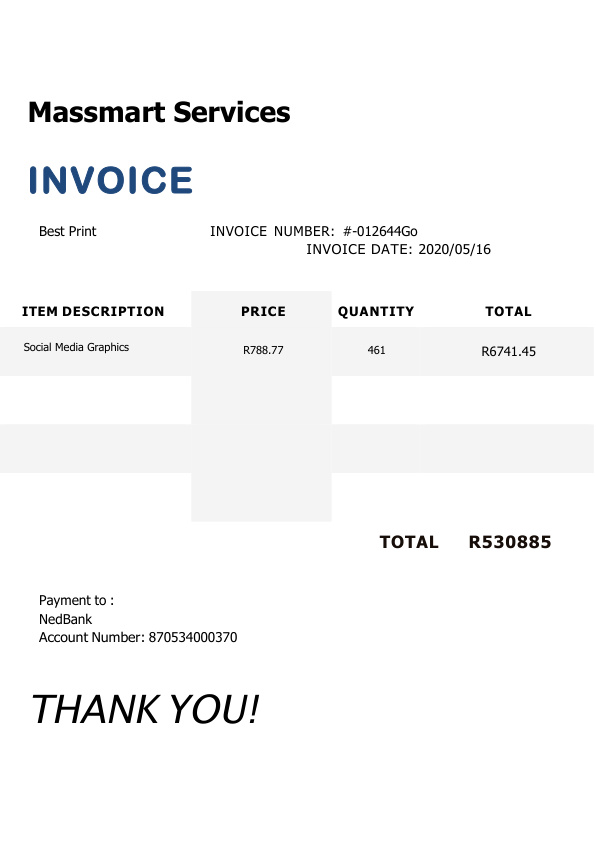 Massmart Services
INVOICE
Best Print INVOICE NUMBER: #-012644Go
INVOICE DATE: 2020/05/16
ITEM DESCRIPTION PRICE QUANTITY TOTAL
Social Media Graphics R788.77 461 R6741.45
TOTAL R530885
Payment to :
NedBank
Account Number: 870534000370
THANK YOU!